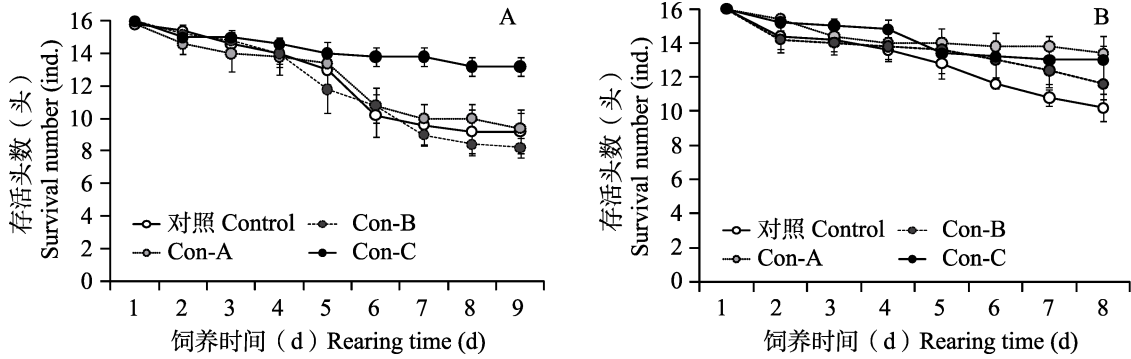 A
存活头数（头）
Survival number (ind.)
16
14
12
10
8
6
4
2
0
对照 Control
Con-B
Con-A
Con-C
1 2 3 4 5 6 7 8 9
饲养时间（d）Rearing time (d)
B
存活头数（头）
Survival number (ind.)
16
14
12
10
8
6
4
2
0
对照 Control
Con-B
Con-A
Con-C
1 2 3 4 5 6 7 8
饲养时间（d）Rearing time (d)